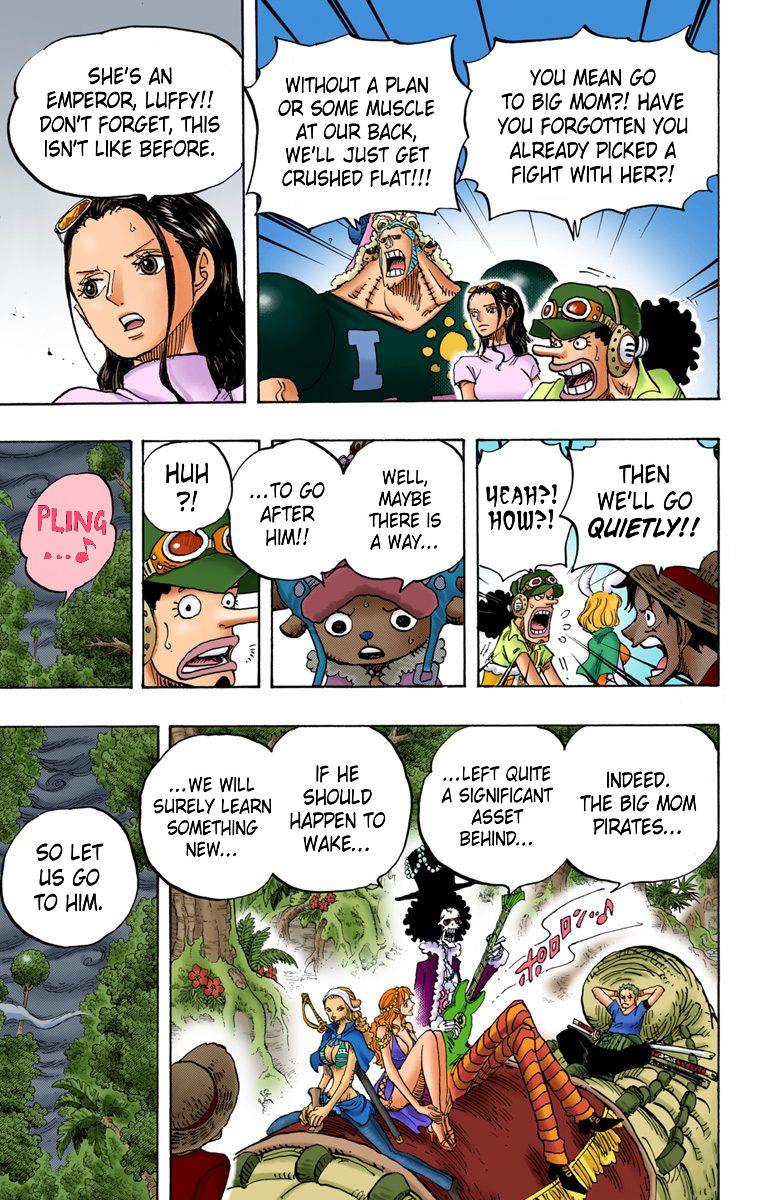 YOU MEAN GO
TO BIG MOM?! HAVE
YOU FORGOTTEN YOU
ALREADY PICKED A
FIGHT WITH HER?!
WITHOUT A PLAN
OR SOME MUSCLE
AT OUR BACK,
WE'LL JUST GET
CRUSHED FLAT!!!
I
SHE'S AN
EMPEROR, LUFFY!!
DON'T FORGET, THIS
ISN'T LIKE BEFORE.
THEN
WE'LL GO
QUIETLY!!
YEAH?!
HOW?!
WELL,
MAYBE
THERE IS
A WAY...
...TO GO
AFTER
HIM!!
HUH
?!
PLING
...♪
INDEED.
THE BIG MOM
PIRATES...
...LEFT QUITE
A SIGNIFICANT
ASSET
BEHIND...
IF HE
SHOULD
HAPPEN TO
WAKE...
...WE WILL
SURELY LEARN
SOMETHING
NEW...
ポロロン…♪
SO LET
US GO
TO HIM.